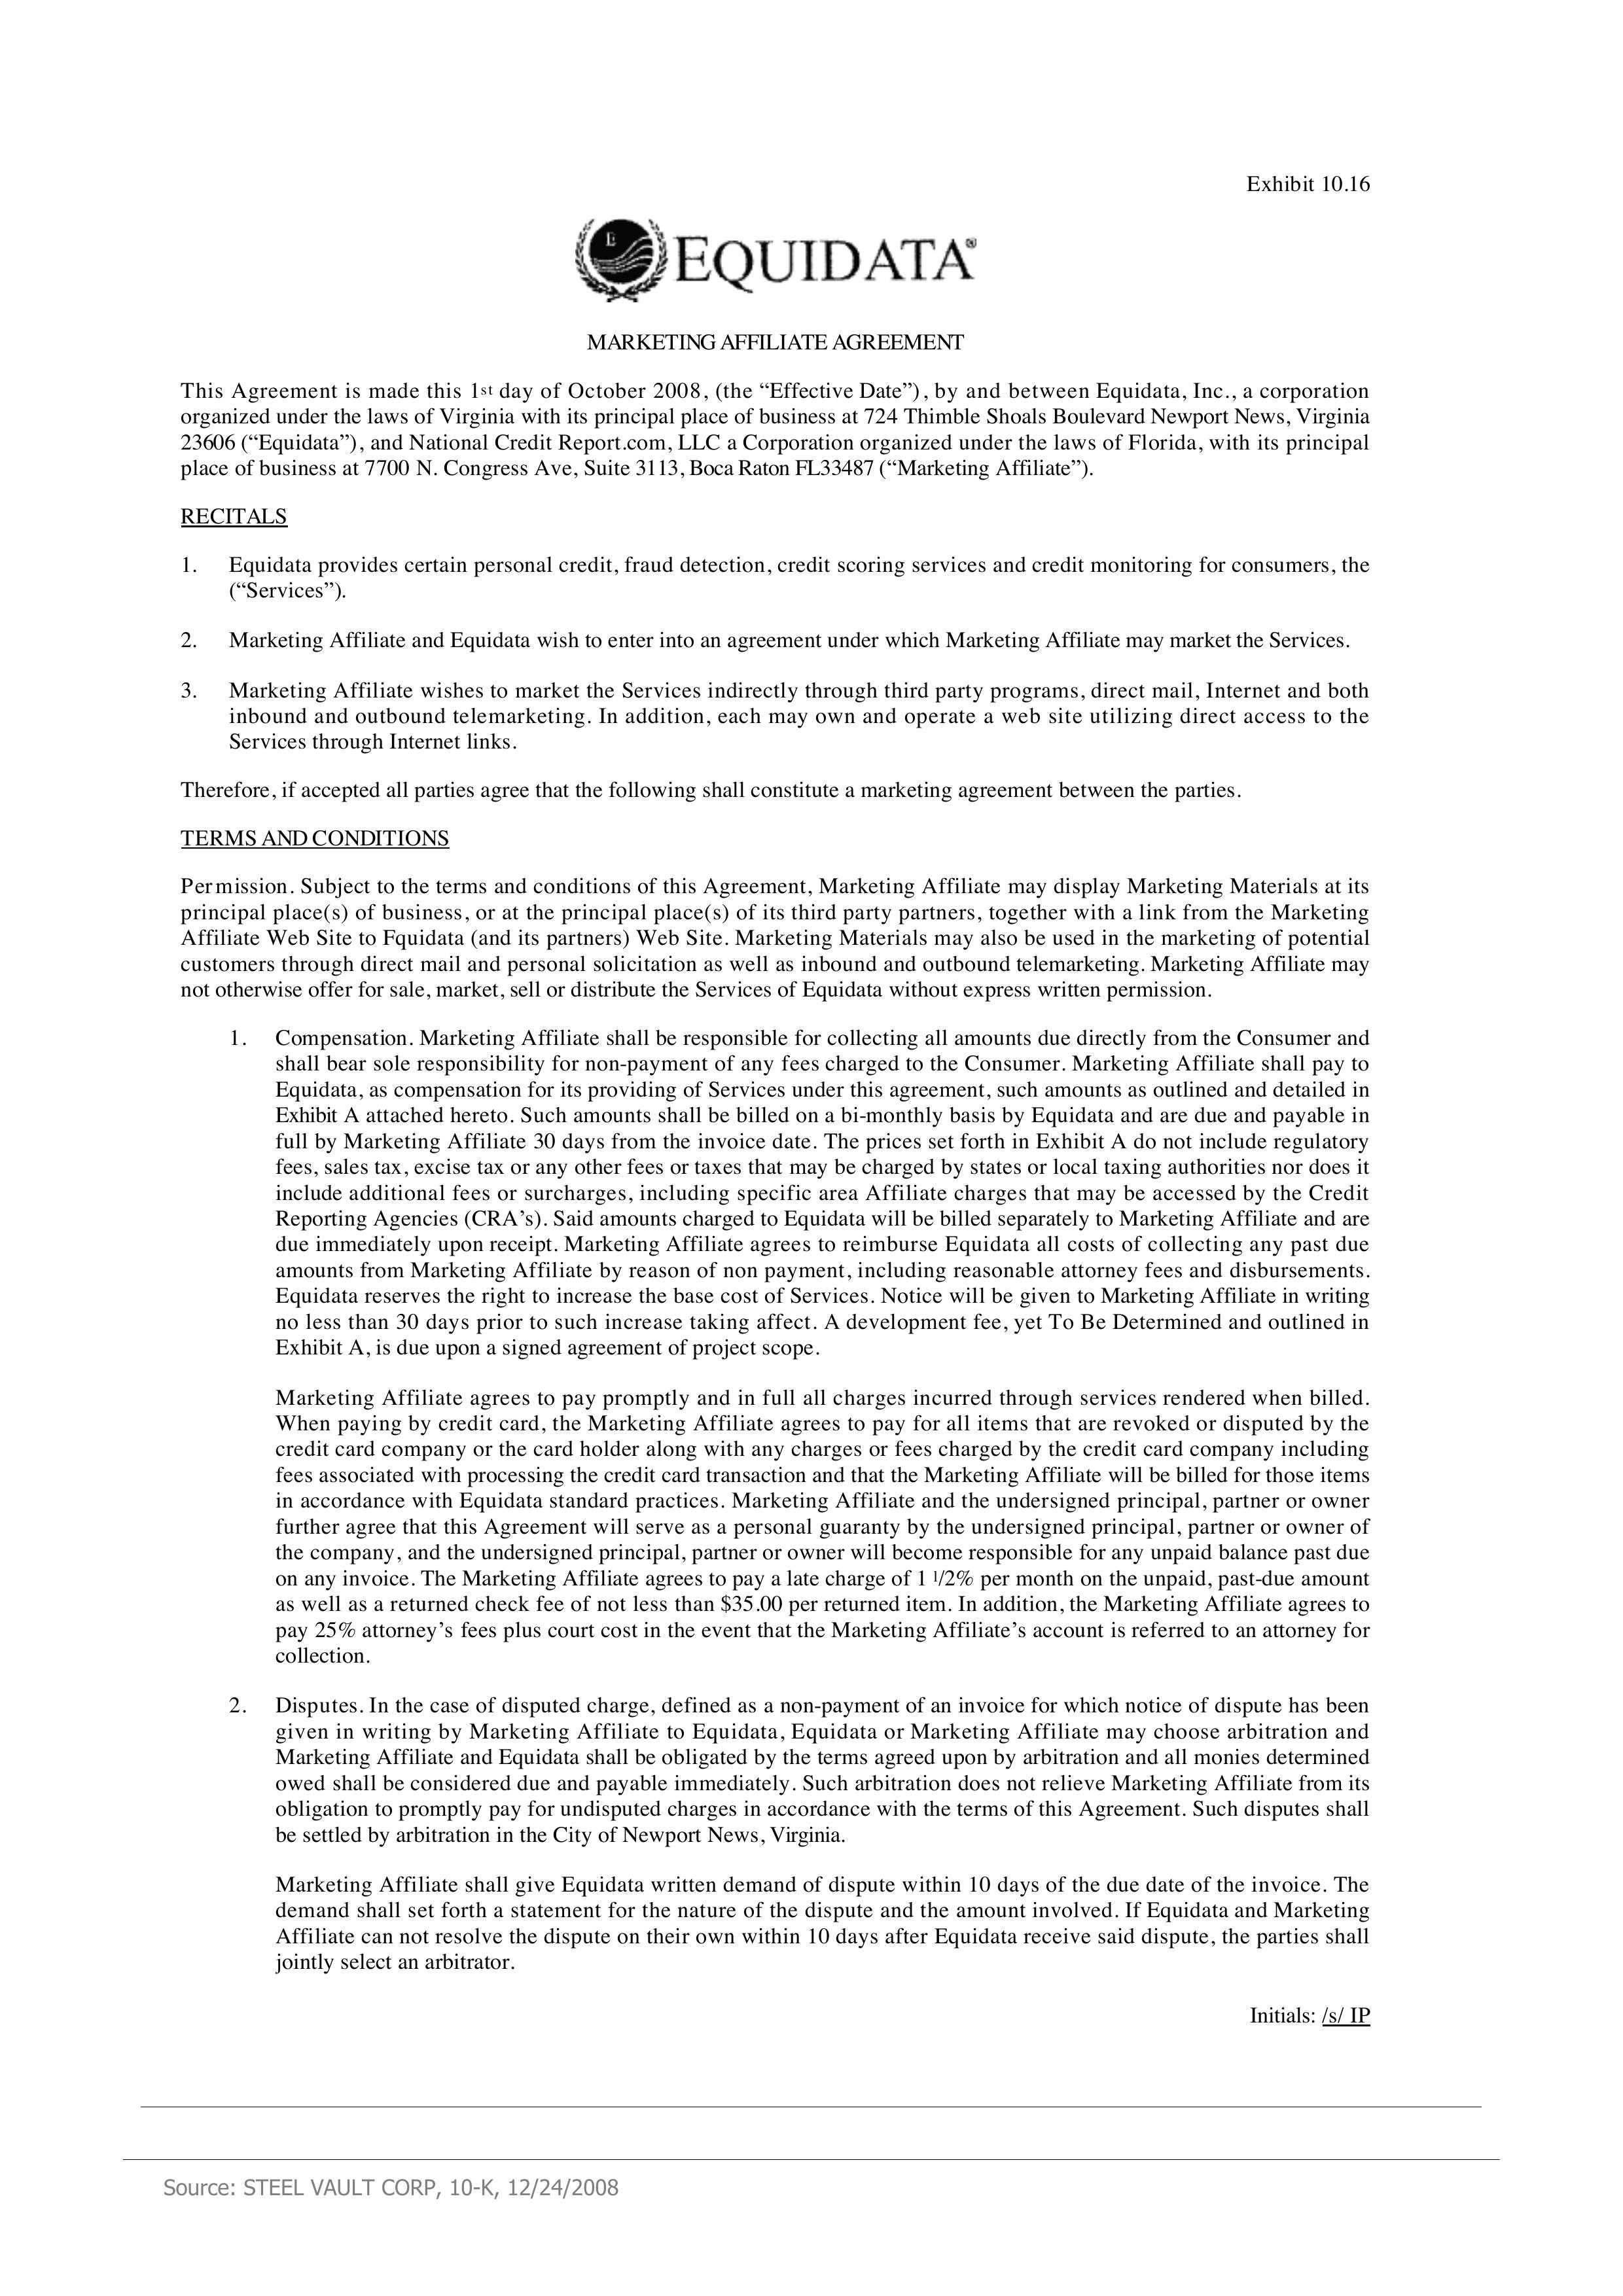 Exhibit 10.16
E
EQUIDATA®
MARKETING AFFILIATE AGREEMENT
This Agreement is made this 1st day of October 2008, (the “Effective Date”), by and between Equidata, Inc., a corporation
organized under the laws of Virginia with its principal place of business at 724 Thimble Shoals Boulevard Newport News, Virginia
23606 (“Equidata”), and National Credit Report.com, LLC a Corporation organized under the laws of Florida, with its principal
place of business at 7700 N. Congress Ave, Suite 3113, Boca Raton FL33487 (“Marketing Affiliate”).
RECITALS
1. Equidata provides certain personal credit, fraud detection, credit scoring services and credit monitoring for consumers, the
(“Services”).
2. Marketing Affiliate and Equidata wish to enter into an agreement under which Marketing Affiliate may market the Services.
3. Marketing Affiliate wishes to market the Services indirectly through third party programs, direct mail, Internet and both
inbound and outbound telemarketing. In addition, each may own and operate a web site utilizing direct access to the
Services through Internet links.
Therefore, if accepted all parties agree that the following shall constitute a marketing agreement between the parties.
TERMS AND CONDITIONS
Permission. Subject to the terms and conditions of this Agreement, Marketing Affiliate may display Marketing Materials at its
principal place(s) of business, or at the principal place(s) of its third party partners, together with a link from the Marketing
Affiliate Web Site to Fquidata (and its partners) Web Site. Marketing Materials may also be used in the marketing of potential
customers through direct mail and personal solicitation as well as inbound and outbound telemarketing. Marketing Affiliate may
not otherwise offer for sale, market, sell or distribute the Services of Equidata without express written permission.
1. Compensation. Marketing Affiliate shall be responsible for collecting all amounts due directly from the Consumer and
shall bear sole responsibility for non-payment of any fees charged to the Consumer. Marketing Affiliate shall pay to
Equidata, as compensation for its providing of Services under this agreement, such amounts as outlined and detailed in
Exhibit A attached hereto. Such amounts shall be billed on a bi-monthly basis by Equidata and are due and payable in
full by Marketing Affiliate 30 days from the invoice date. The prices set forth in Exhibit A do not include regulatory
fees, sales tax, excise tax or any other fees or taxes that may be charged by states or local taxing authorities nor does it
include additional fees or surcharges, including specific area Affiliate charges that may be accessed by the Credit
Reporting Agencies (CRA’s). Said amounts charged to Equidata will be billed separately to Marketing Affiliate and are
due immediately upon receipt. Marketing Affiliate agrees to reimburse Equidata all costs of collecting any past due
amounts from Marketing Affiliate by reason of non payment, including reasonable attorney fees and disbursements.
Equidata reserves the right to increase the base cost of Services. Notice will be given to Marketing Affiliate in writing
no less than 30 days prior to such increase taking affect. A development fee, yet To Be Determined and outlined in
Exhibit A, is due upon a signed agreement of project scope.
Marketing Affiliate agrees to pay promptly and in full all charges incurred through services rendered when billed.
When paying by credit card, the Marketing Affiliate agrees to pay for all items that are revoked or disputed by the
credit card company or the card holder along with any charges or fees charged by the credit card company including
fees associated with processing the credit card transaction and that the Marketing Affiliate will be billed for those items
in accordance with Equidata standard practices. Marketing Affiliate and the undersigned principal, partner or owner
further agree that this Agreement will serve as a personal guaranty by the undersigned principal, partner or owner of
the company, and the undersigned principal, partner or owner will become responsible for any unpaid balance past due
on any invoice. The Marketing Affiliate agrees to pay a late charge of 1 1/2% per month on the unpaid, past-due amount
as well as a returned check fee of not less than $35.00 per returned item. In addition, the Marketing Affiliate agrees to
pay 25% attorney’s fees plus court cost in the event that the Marketing Affiliate’s account is referred to an attorney for
collection.
2. Disputes. In the case of disputed charge, defined as a non-payment of an invoice for which notice of dispute has been
given in writing by Marketing Affiliate to Equidata, Equidata or Marketing Affiliate may choose arbitration and
Marketing Affiliate and Equidata shall be obligated by the terms agreed upon by arbitration and all monies determined
owed shall be considered due and payable immediately. Such arbitration does not relieve Marketing Affiliate from its
obligation to promptly pay for undisputed charges in accordance with the terms of this Agreement. Such disputes shall
be settled by arbitration in the City of Newport News, Virginia.
Marketing Affiliate shall give Equidata written demand of dispute within 10 days of the due date of the invoice. The
demand shall set forth a statement for the nature of the dispute and the amount involved. If Equidata and Marketing
Affiliate can not resolve the dispute on their own within 10 days after Equidata receive said dispute, the parties shall
jointly select an arbitrator.
Initials: /s/ IP
Source: STEEL VAULT CORP, 10-K, 12/24/2008